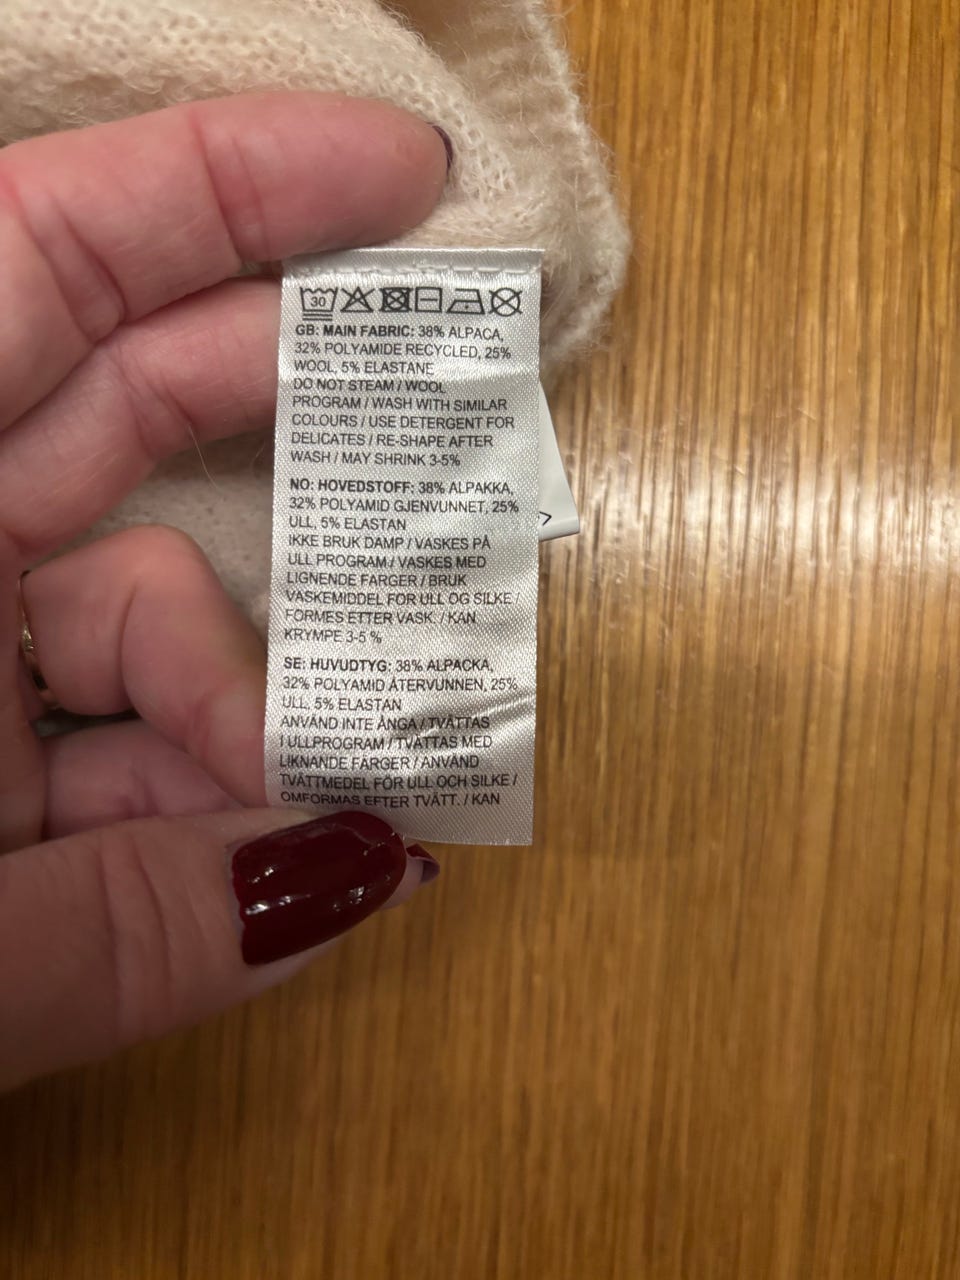 30
GB: MAIN FABRIC: 38% ALPACA,
32% POLYAMIDE RECYCLED, 25%
WOOL, 5% ELASTANE
DO NOT STEAM / WOOL
PROGRAM / WASH WITH SIMILAR
COLOURS / USE DETERGENT FOR
DELICATES / RE-SHAPE AFTER
WASH / MAY SHRINK 3-5%
NO: HOVEDSTOFF: 38% ALPAKKA,
32% POLYAMID GJENVUNNET, 25%
ULL, 5% ELASTAN
IKKE BRUK DAMP / VASKES PÅ
ULL PROGRAM / VASKES MED
LIGNENDE FARGER / BRUK
VASKEMIDDEL FOR ULL OG SILKE /
FORMES ETTER VASK. / KAN
KRYMPE 3-5 %
SE: HUVUDTYG: 38% ALPACKA,
32% POLYAMID ÅTERVUNNEN, 25%
ULL, 5% ELASTAN
ANVÄND INTE ÅNGA / TVÄTTAS
I ULLPROGRAM / TVÄTTAS MED
LIKNANDE FÄRGER / ANVÄND
TVÄTTMEDEL FÖR ULL OCH SILKE /
OMFORMAS EFTER TVÄTT. / KAN